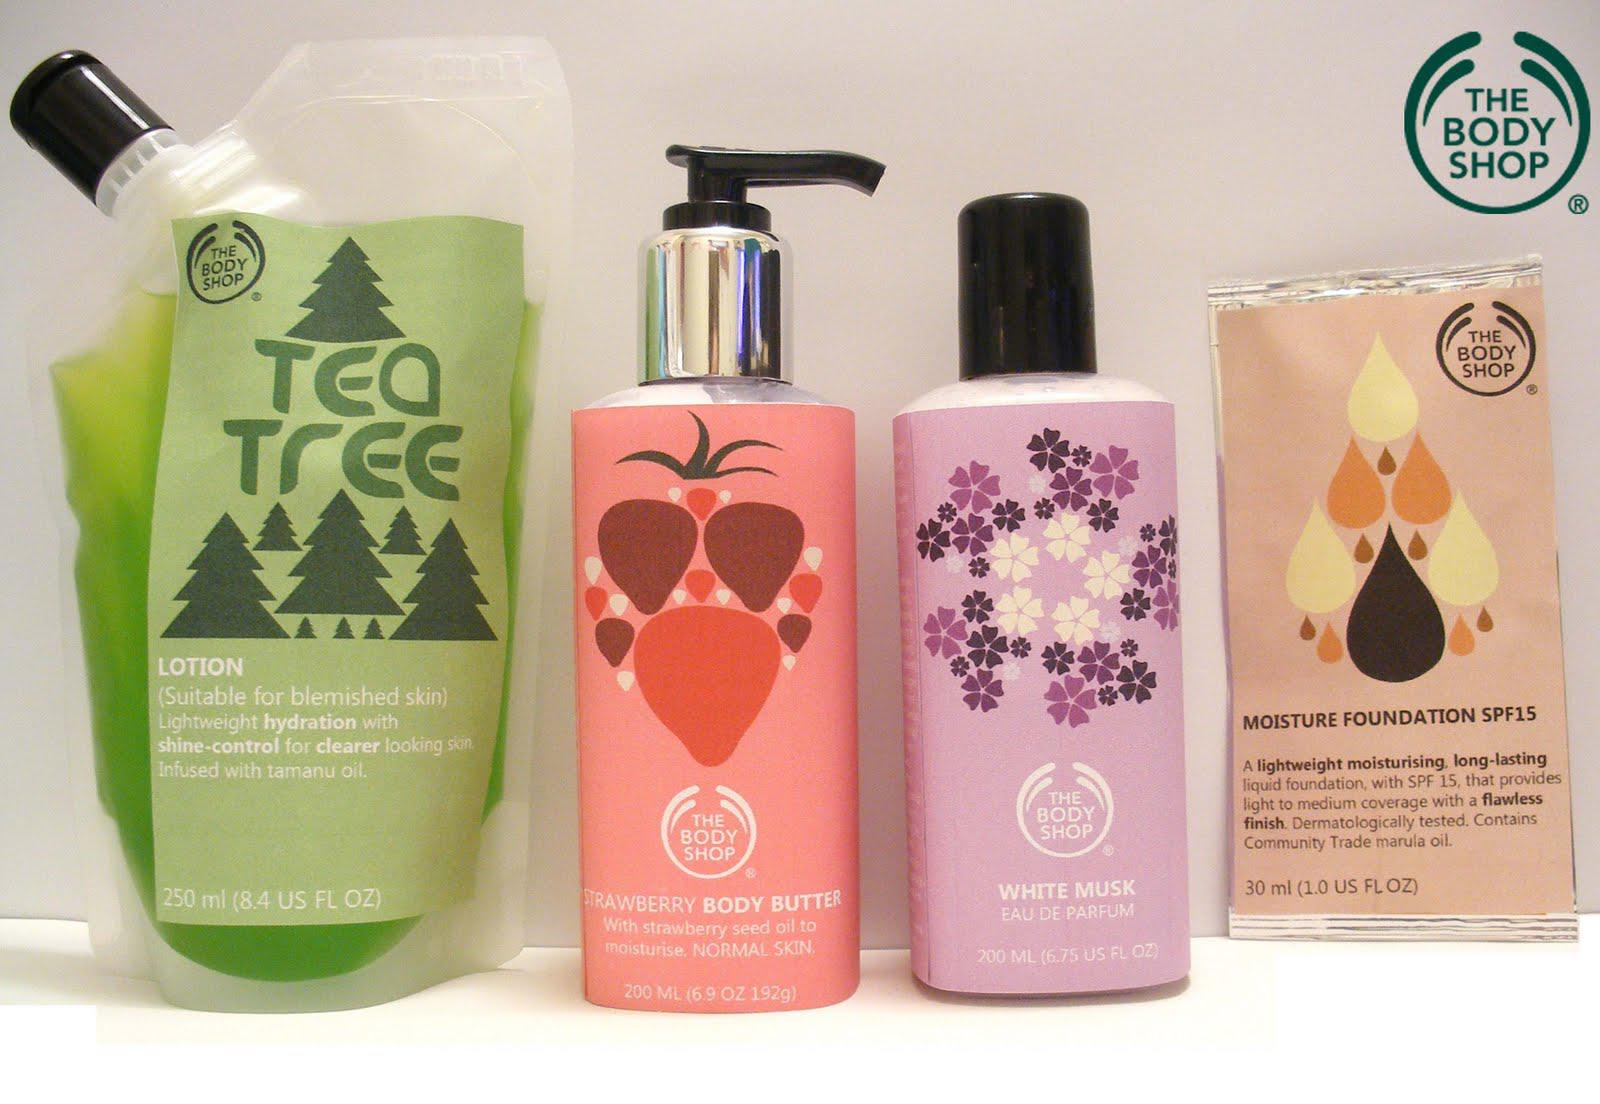 THE
BODY
SHOP
®
THE
BODY
SHOP
®
TEA
TREE
LOTION
(Suitable for blemished skin)
Lightweight hydration with
shine-control for clearer looking skin.
Infused with tamanu oil.
250 ml (8.4 US FL OZ)
THE
BODY
SHOP
®
STRAWBERRY BODY BUTTER
With strawberry seed oil to
moisturise. NORMAL SKIN.
200 ML (6.9 OZ 192g)
THE
BODY
SHOP
®
WHITE MUSK
EAU DE PARFUM
200 ML (6.75 US FL OZ)
THE
BODY
SHOP
®
MOISTURE FOUNDATION SPF15
A lightweight moisturising, long-lasting
liquid foundation, with SPF 15, that provides
light to medium coverage with a flawless
finish. Dermatologically tested. Contains
Community Trade marula oil.
30 ml (1.0 US FL OZ)